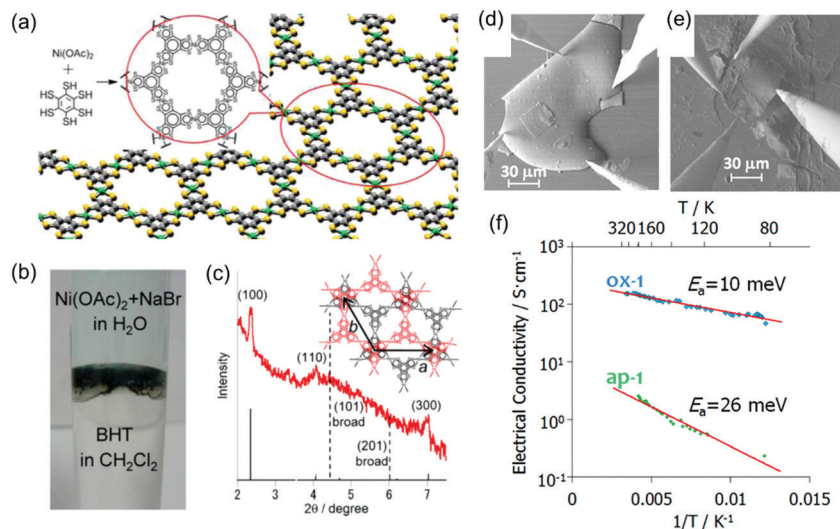 (a)
Ni(OAc)2
+
SH
HS
SH
HS
SH
SH
(b)
Ni(OAc)2+NaBr
in H2O
BHT
in CH2Cl2
(c)
(100)
(110)
(101)
broad
(201)
broad
(300)
b
a
Intensity
2 3 4 5 6 7
2θ / degree
(d)
30 μm
(e)
30 μm
(f)
T / K
320 160 120 80
10³
10²
10¹
10⁰
10⁻¹
Electrical Conductivity / S·cm⁻¹
ox-1
Ea=10 meV
ap-1
Ea=26 meV
0 0.005 0.01 0.015
1/T / K⁻¹